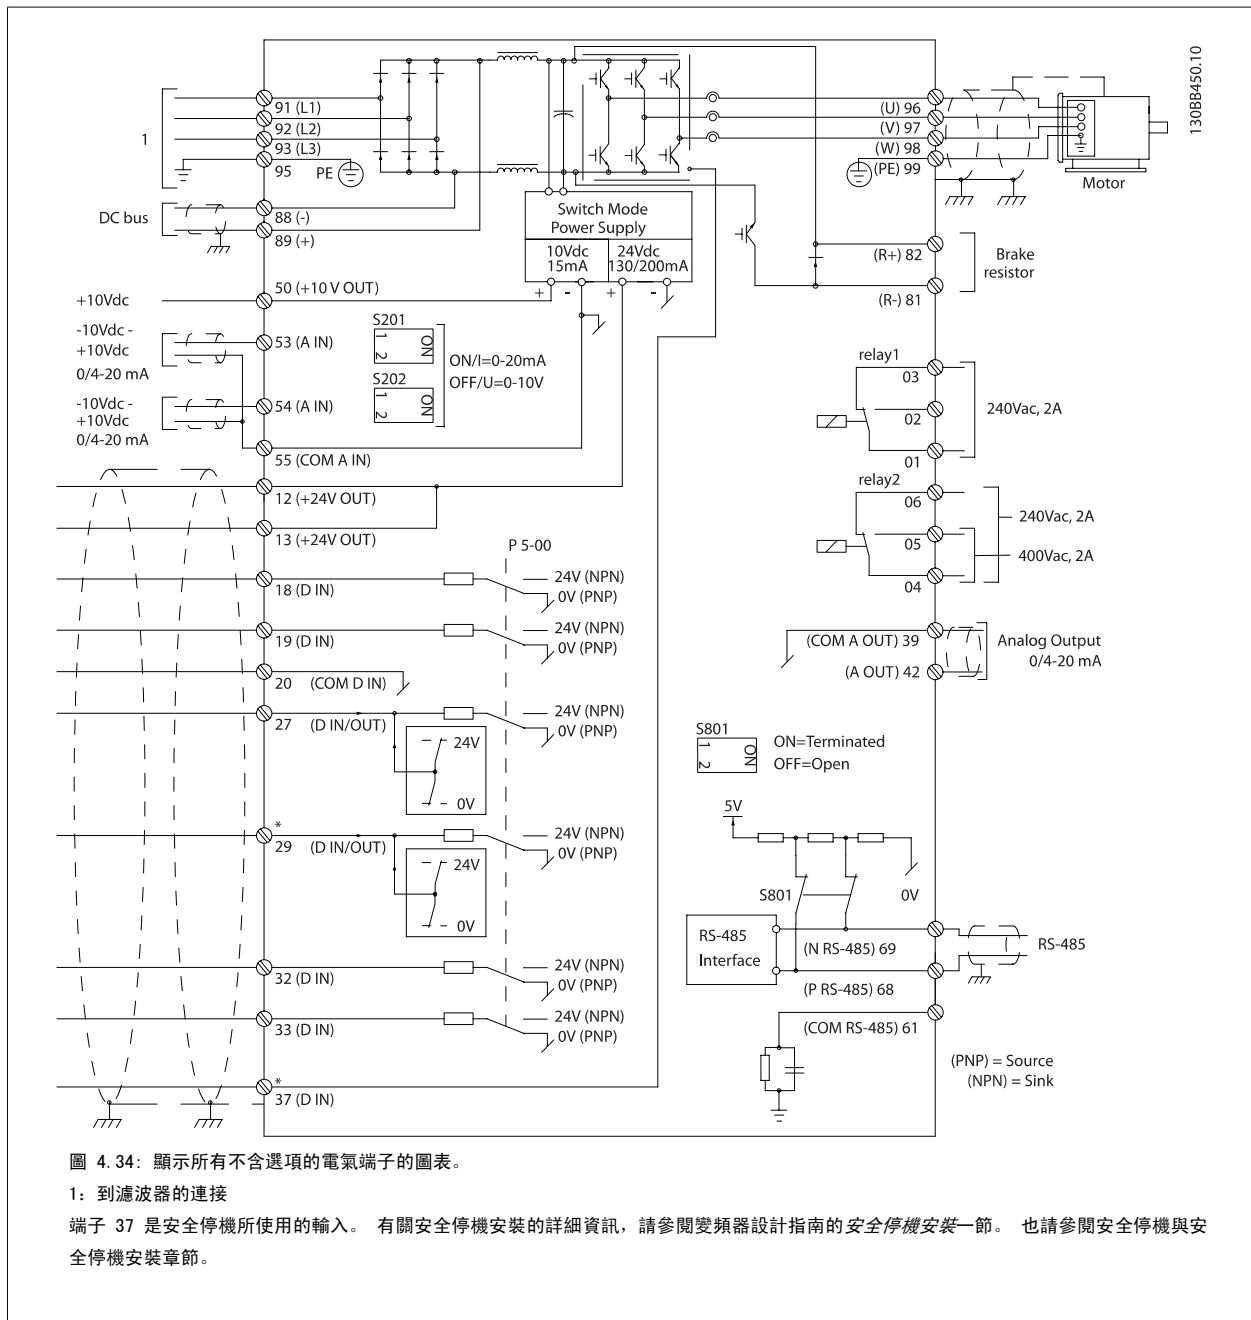 130BB450.10
1
91 (L1)
92 (L2)
93 (L3)
95
PE
DC bus
88 (-)
89 (+)
Switch Mode
Power Supply
10Vdc
15mA
24Vdc
130/200mA
+
-
+
-
(U) 96
(V) 97
(W) 98
(PE) 99
Motor
(R+) 82
(R-) 81
Brake
resistor
+10Vdc
50 (+10 V OUT)
-10Vdc -
+10Vdc
0/4-20 mA
53 (A IN)
-10Vdc -
+10Vdc
0/4-20 mA
54 (A IN)
55 (COM A IN)
S201
1
2
ON
S202
1
2
ON
ON/I=0-20mA
OFF/U=0-10V
12 (+24V OUT)
13 (+24V OUT)
P 5-00
18 (D IN)
24V (NPN)
0V (PNP)
19 (D IN)
24V (NPN)
0V (PNP)
20 (COM D IN)
27 (D IN/OUT)
24V (NPN)
0V (PNP)
24V
0V
*
29 (D IN/OUT)
24V (NPN)
0V (PNP)
24V
0V
32 (D IN)
24V (NPN)
0V (PNP)
33 (D IN)
24V (NPN)
0V (PNP)
*
37 (D IN)
relay1
03
02
01
240Vac, 2A
relay2
06
05
04
240Vac, 2A
400Vac, 2A
(COM A OUT) 39
(A OUT) 42
Analog Output
0/4-20 mA
S801
1
2
ON
ON=Terminated
OFF=Open
5V
S801
0V
RS-485
Interface
(N RS-485) 69
(P RS-485) 68
RS-485
(COM RS-485) 61
(PNP) = Source
(NPN) = Sink
圖 4.34: 顯示所有不含選項的電氣端子的圖表。
1: 到濾波器的連接
端子 37 是安全停機所使用的輸入。 有關安全停機安裝的詳細資訊,請參閱變頻器設計指南的安全停機安裝一節。 也請參閱安全停機與安
全停機安裝章節。